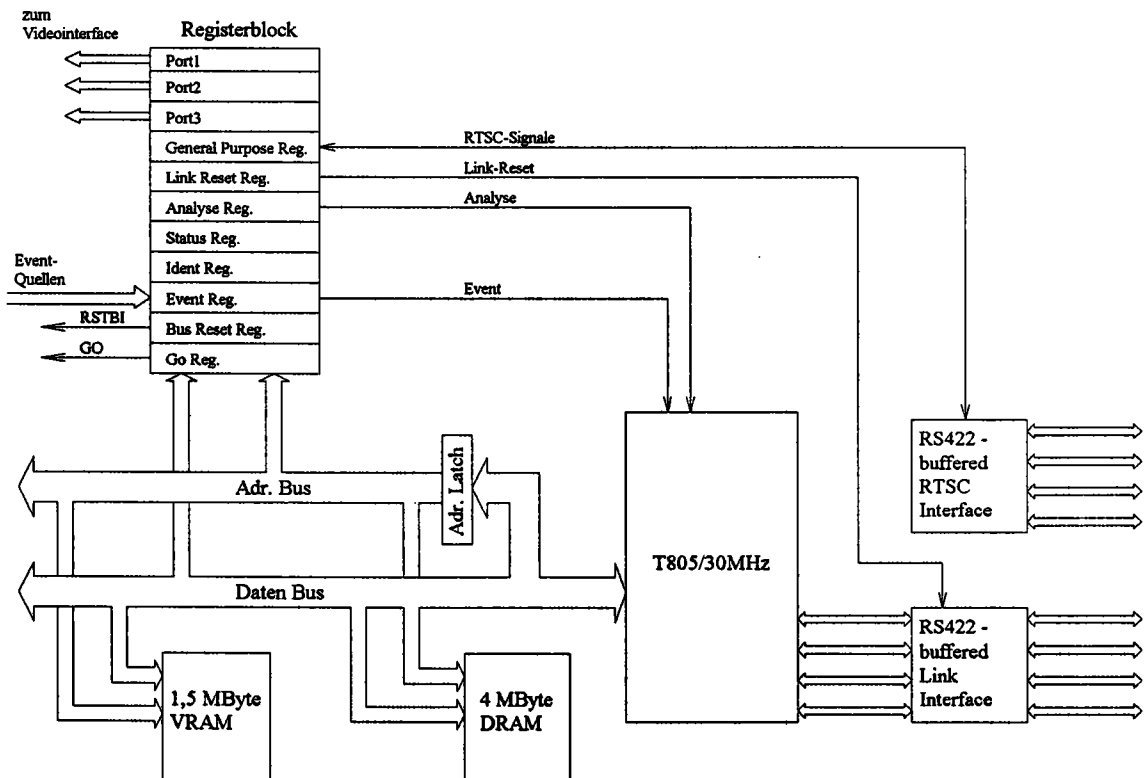 zum
Videointerface
Registerblock
Port1
Port2
Port3
General Purpose Reg.
Link Reset Reg.
Analyse Reg.
Status Reg.
Ident Reg.
Event Reg.
Bus Reset Reg.
Go Reg.
RTSC-Signale
Link-Reset
Analyse
Event-
Quellen
Event
RSTBI
GO
Adr. Bus
Adr. Latch
Daten Bus
T805/30MHz
RS422 -
buffered
RTSC
Interface
RS422 -
buffered
Link
Interface
1,5 MByte
VRAM
4 MByte
DRAM